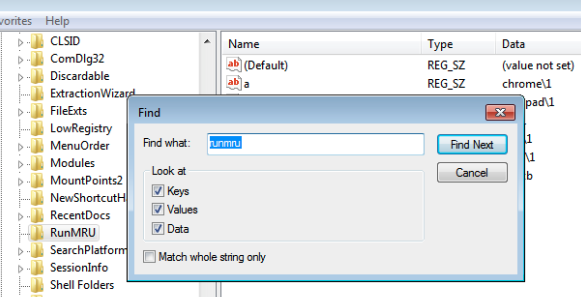 vorites Help
CLSID
ComDlg32
Discardable
ExtractionWizard
FileExts
LowRegistry
MenuOrder
Modules
MountPoints2
NewShortcutH
RecentDocs
RunMRU
SearchPlatform
SessionInfo
Shell Folders
Name Type Data
ab (Default) REG_SZ (value not set)
ab a REG_SZ chrome\1
pad\1
\1
\1
b
Find
Find what: runmru Find Next
Look at Cancel
Keys
Values
Data
Match whole string only